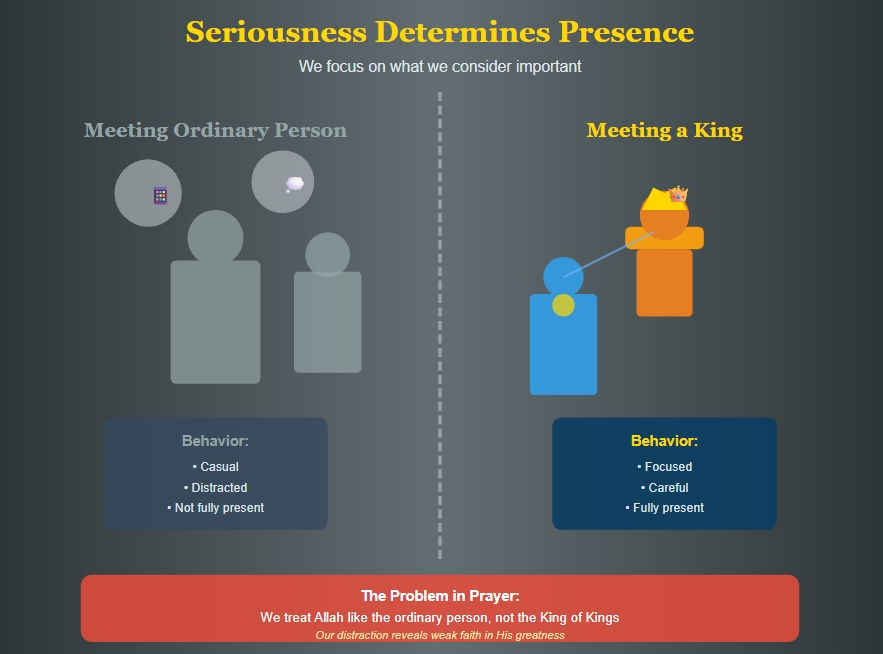 Seriousness Determines Presence
We focus on what we consider important
Meeting Ordinary Person
Behavior:
• Casual
• Distracted
• Not fully present
Meeting a King
Behavior:
• Focused
• Careful
• Fully present
The Problem in Prayer:
We treat Allah like the ordinary person, not the King of Kings
Our distraction reveals weak faith in His greatness